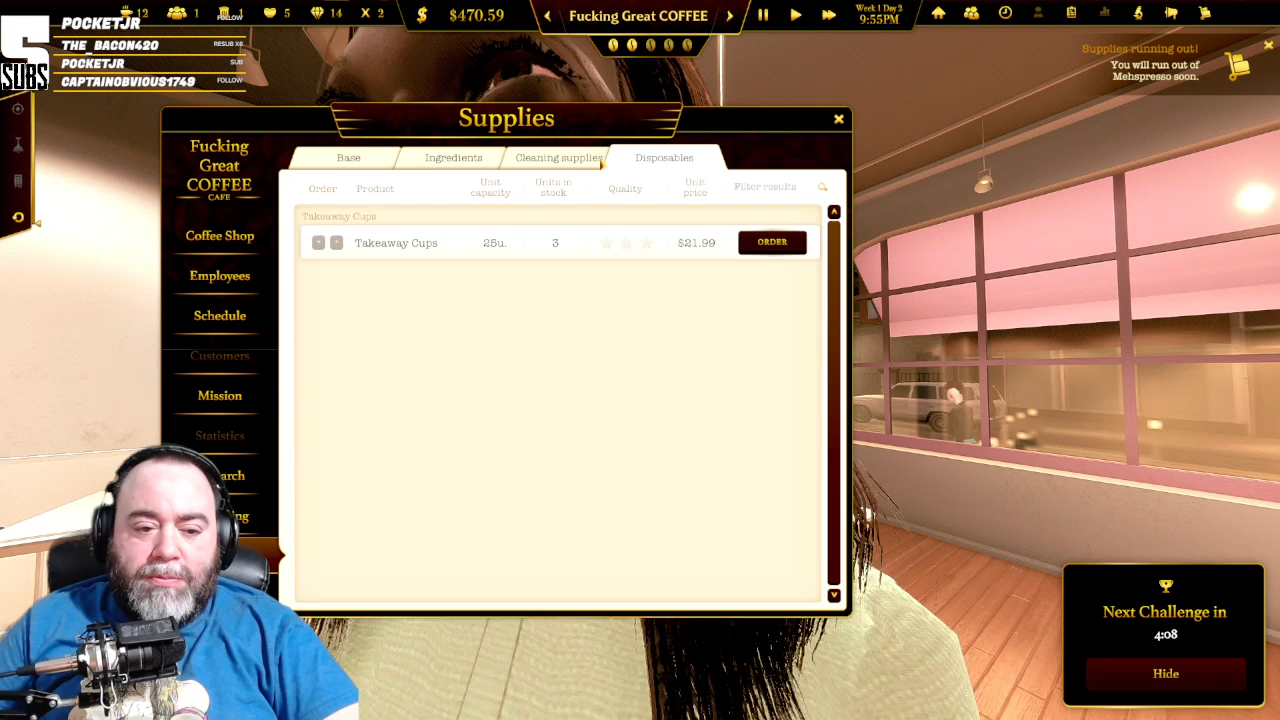 12 1 1 5 14 2 $470.59 Fucking Great COFFEE Week 1 Day 2
9:55PM
POCKETJR FOLLOW
THE_BACON420 RESUB X6
POCKETJR SUB
CAPTAINOBVIOUS1749 FOLLOW
S
SUBS
Supplies running out!
You will run out of
Mehspresso soon.
Supplies
Fucking
Great
COFFEE
CAFE
Coffee Shop
Employees
Schedule
Customers
Mission
Statistics
Base Ingredients Cleaning supplies Disposables
Order Product Unit capacity Units in stock Quality Unit price Filter results
Takeaway Cups
Takeaway Cups 25u. 3 $21.99 ORDER
Next Challenge in
4:08
Hide